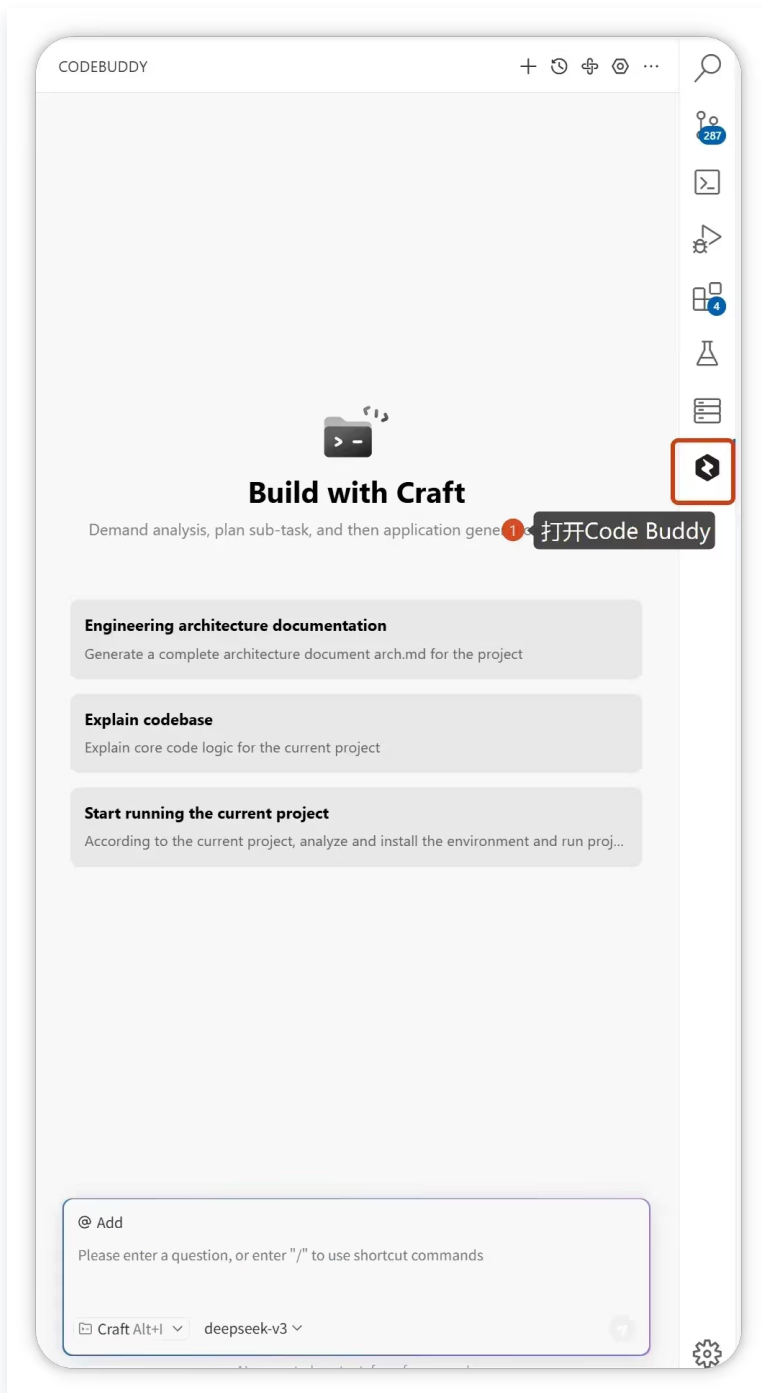 CODEBUDDY
287
4
Build with Craft
Demand analysis, plan sub-task, and then application gene
1
打开Code Buddy
Engineering architecture documentation
Generate a complete architecture document arch.md for the project
Explain codebase
Explain core code logic for the current project
Start running the current project
According to the current project, analyze and install the environment and run proj...
@ Add
Please enter a question, or enter "/" to use shortcut commands
Craft Alt+I
deepseek-v3